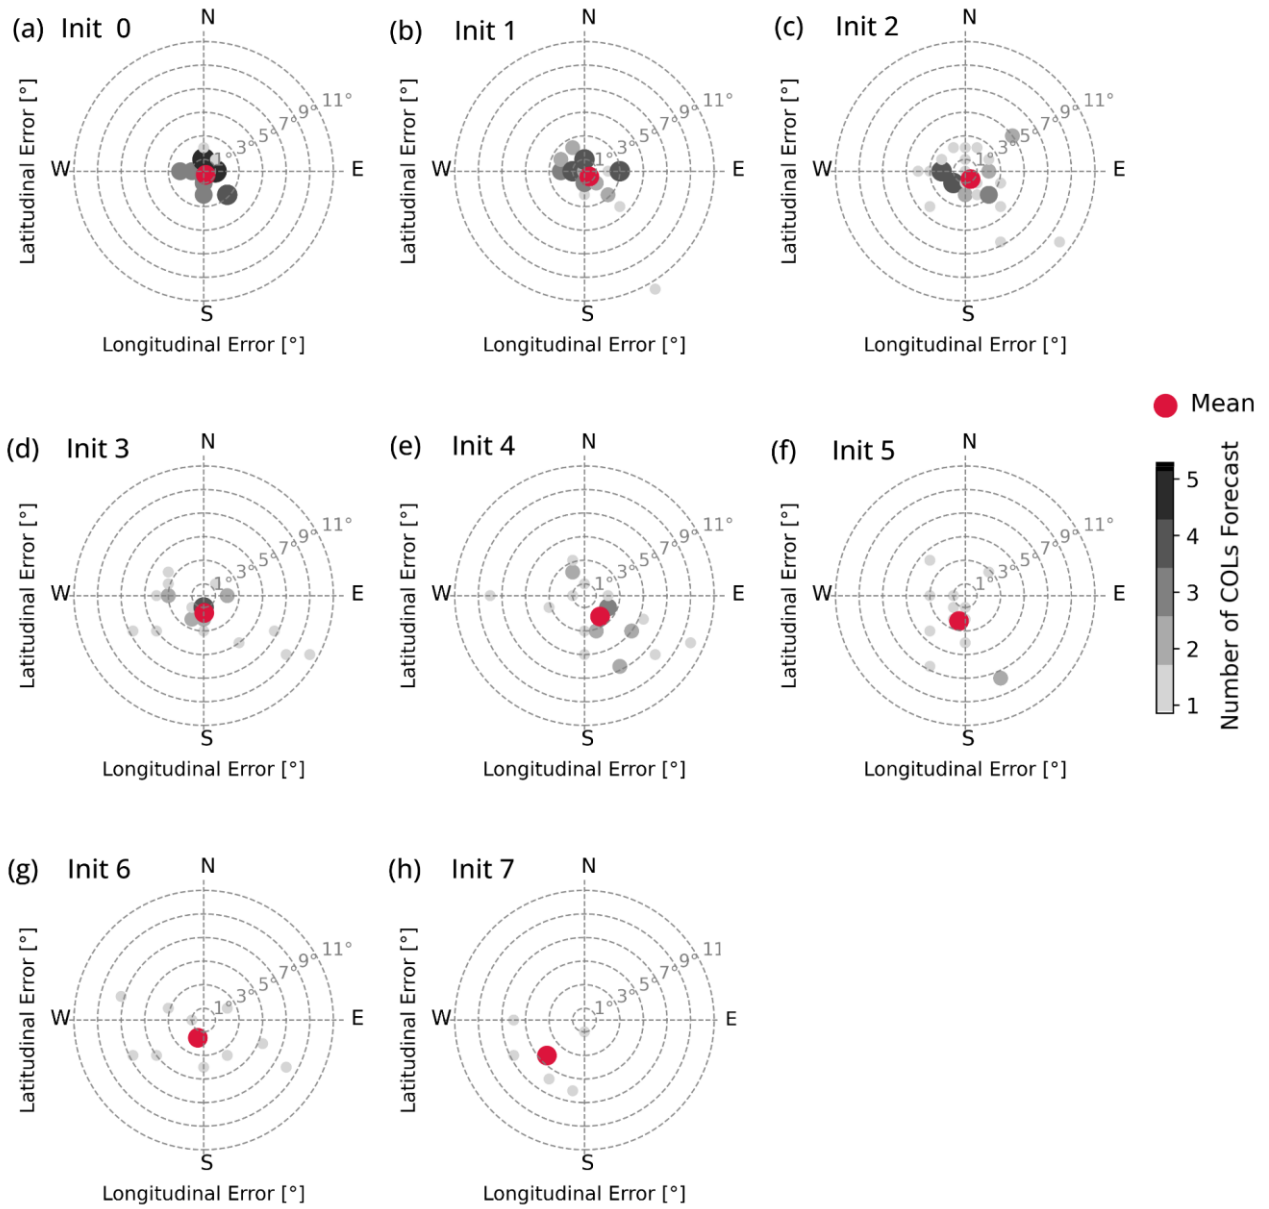 (a) Init 0
N
W
E
S
1° 3° 5° 7° 9° 11°
Latitudinal Error [°]
Longitudinal Error [°]
(b) Init 1
N
W
E
S
1° 3° 5° 7° 9° 11°
Latitudinal Error [°]
Longitudinal Error [°]
(c) Init 2
N
W
E
S
1° 3° 5° 7° 9° 11°
Latitudinal Error [°]
Longitudinal Error [°]
(d) Init 3
N
W
E
S
1° 3° 5° 7° 9° 11°
Latitudinal Error [°]
Longitudinal Error [°]
(e) Init 4
N
W
E
S
1° 3° 5° 7° 9° 11°
Latitudinal Error [°]
Longitudinal Error [°]
(f) Init 5
N
W
E
S
1° 3° 5° 7° 9° 11°
Latitudinal Error [°]
Longitudinal Error [°]
Mean
5
4
3
2
1
Number of COLs Forecast
(g) Init 6
N
W
E
S
1° 3° 5° 7° 9° 11°
Latitudinal Error [°]
Longitudinal Error [°]
(h) Init 7
N
W
E
S
1° 3° 5° 7° 9° 11
Latitudinal Error [°]
Longitudinal Error [°]